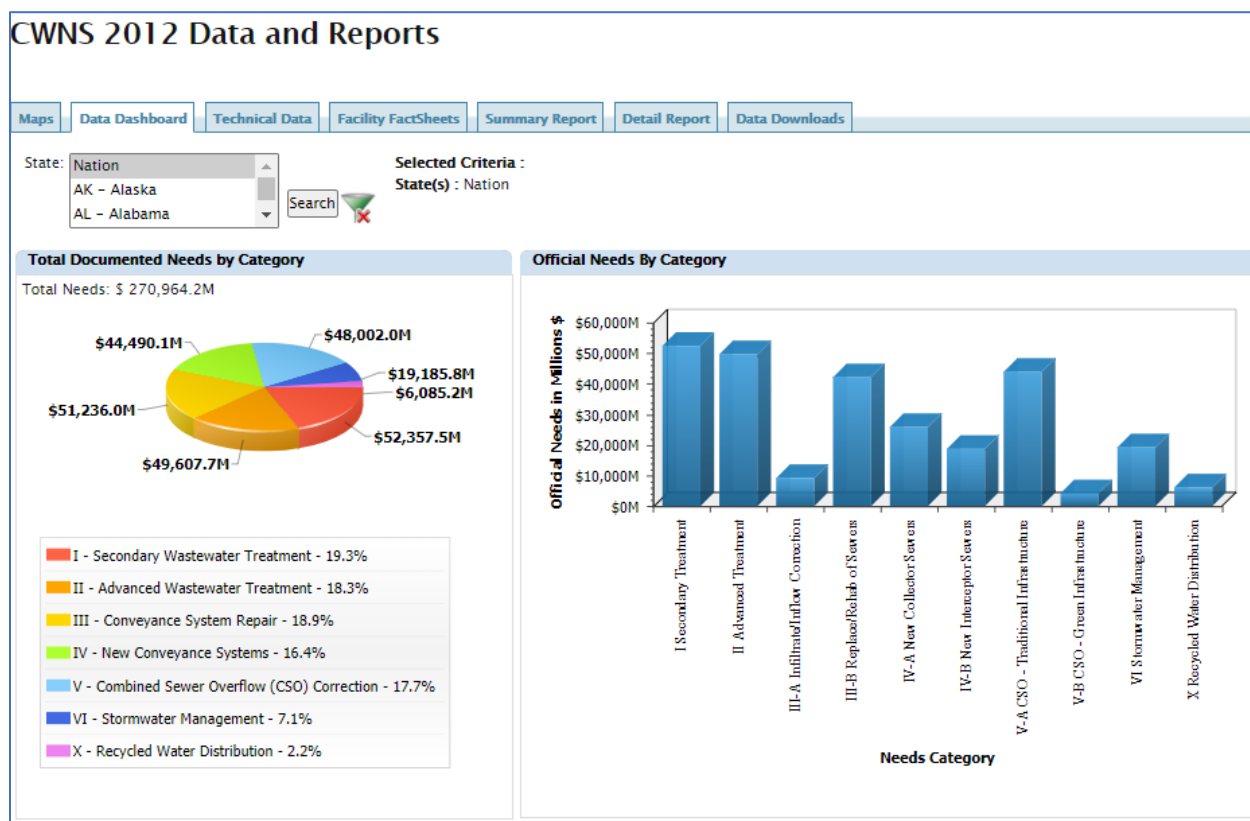 CWNS 2012 Data and Reports
Maps
Data Dashboard
Technical Data
Facility FactSheets
Summary Report
Detail Report
Data Downloads
State:
Nation
AK - Alaska
AL - Alabama
Search
Selected Criteria :
State(s) : Nation
Total Documented Needs by Category
Total Needs: $ 270,964.2M
$44,490.1M
$48,002.0M
$19,185.8M
$6,085.2M
$51,236.0M
$52,357.5M
$49,607.7M
I - Secondary Wastewater Treatment - 19.3%
II - Advanced Wastewater Treatment - 18.3%
III - Conveyance System Repair - 18.9%
IV - New Conveyance Systems - 16.4%
V - Combined Sewer Overflow (CSO) Correction - 17.7%
VI - Stormwater Management - 7.1%
X - Recycled Water Distribution - 2.2%
Official Needs By Category
Official Needs in Millions $
$60,000M
$50,000M
$40,000M
$30,000M
$20,000M
$10,000M
$0M
I Secondary Treatment
II Advanced Treatment
III-A Infiltrate/Inflow Correction
III-B Replace/Rehab of Sewers
IV-A New Collector Sewers
IV-B New Interceptor Sewers
V-A CSO - Traditional Infrastructure
V-B CSO - Green Infrastructure
VI Stormwater Management
X Recycled Water Distribution
Needs Category